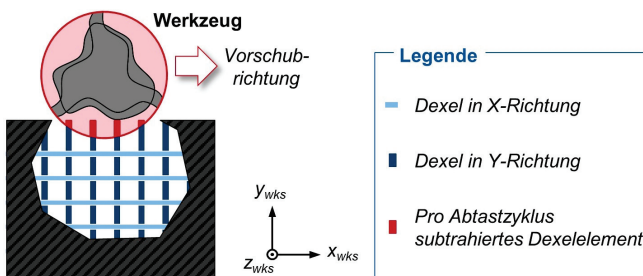 Werkzeug
Vorschub-
richtung
Legende
Dexel in X-Richtung
Dexel in Y-Richtung
Pro Abtastzyklus
subtrahiertes Dexelelement
y wks
z wks
x wks